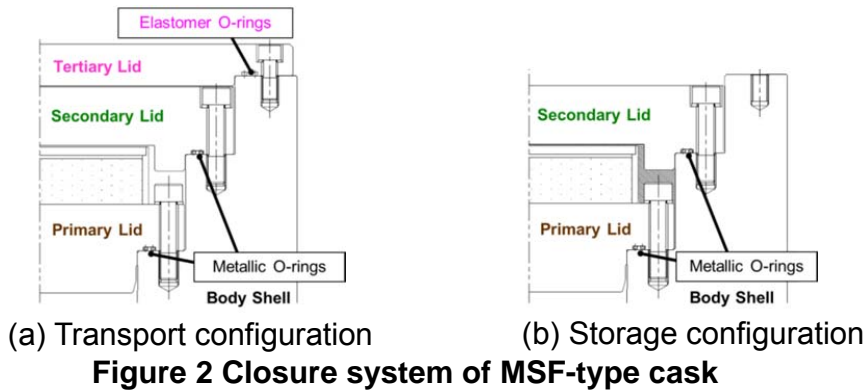 Elastomer O-rings
Tertiary Lid
Secondary Lid
Primary Lid
Metallic O-rings
Body Shell
Secondary Lid
Primary Lid
Metallic O-rings
Body Shell
(a) Transport configuration
(b) Storage configuration
Figure 2 Closure system of MSF-type cask